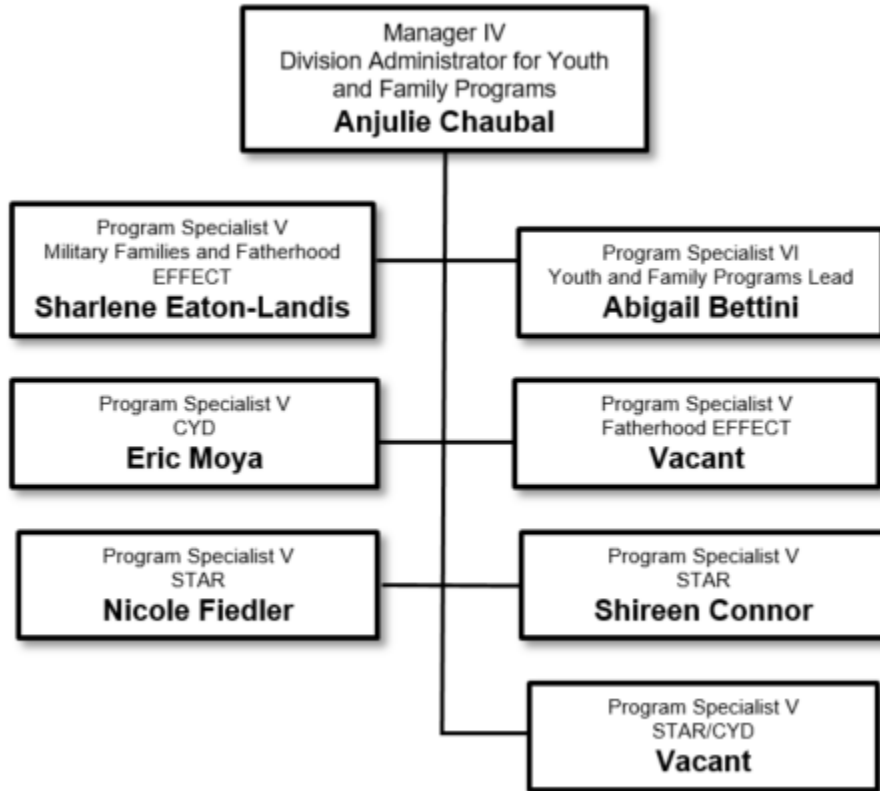 Manager IV
Division Administrator for Youth
and Family Programs
Anjulie Chaubal
Program Specialist V
Military Families and Fatherhood
EFFECT
Sharlene Eaton-Landis
Program Specialist VI
Youth and Family Programs Lead
Abigail Bettini
Program Specialist V
CYD
Eric Moya
Program Specialist V
Fatherhood EFFECT
Vacant
Program Specialist V
STAR
Nicole Fiedler
Program Specialist V
STAR
Shireen Connor
Program Specialist V
STAR/CYD
Vacant